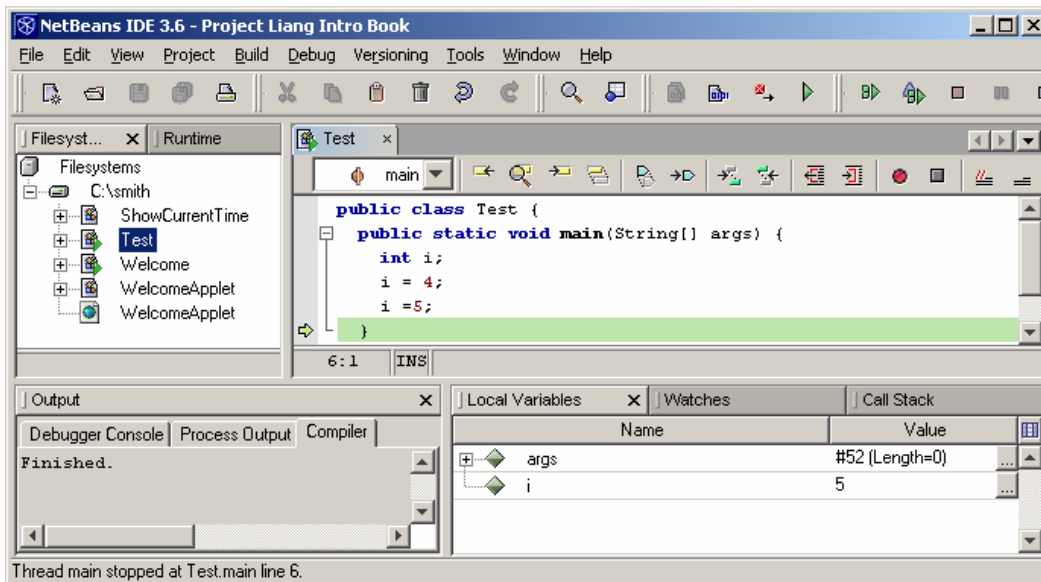 NetBeans IDE 3.6 - Project Liang Intro Book
File Edit View Project Build Debug Versioning Tools Window Help
Filesyst... Runtime
Filesystems
C:\smith
ShowCurrentTime
Test
Welcome
WelcomeApplet
WelcomeApplet
Test
main
public class Test {
public static void main(String[] args) {
int i;
i = 4;
i =5;
}
6:1 INS
Output
Debugger Console Process Output Compiler
Finished.
Local Variables Watches Call Stack
Name Value
args #52 (Length=0) ...
i 5 ...
Thread main stopped at Test.main line 6.